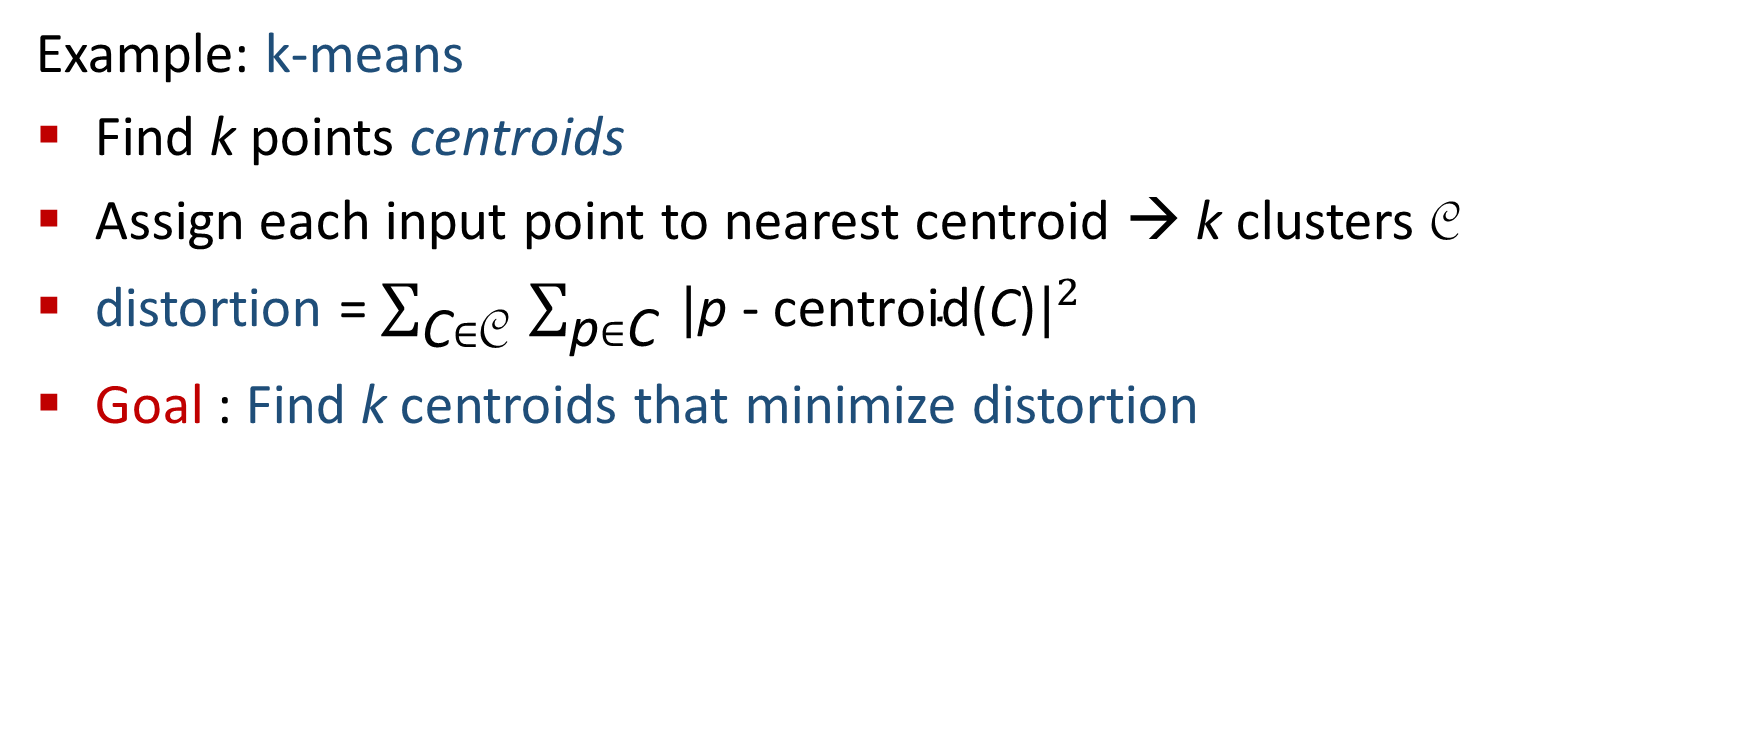 Example: k-means
▪ Find k points centroids
▪ Assign each input point to nearest centroid → k clusters 𝒞
▪ distortion = ∑C∈𝒞 ∑p∈C |p - centroid(C)|²
▪ Goal : Find k centroids that minimize distortion